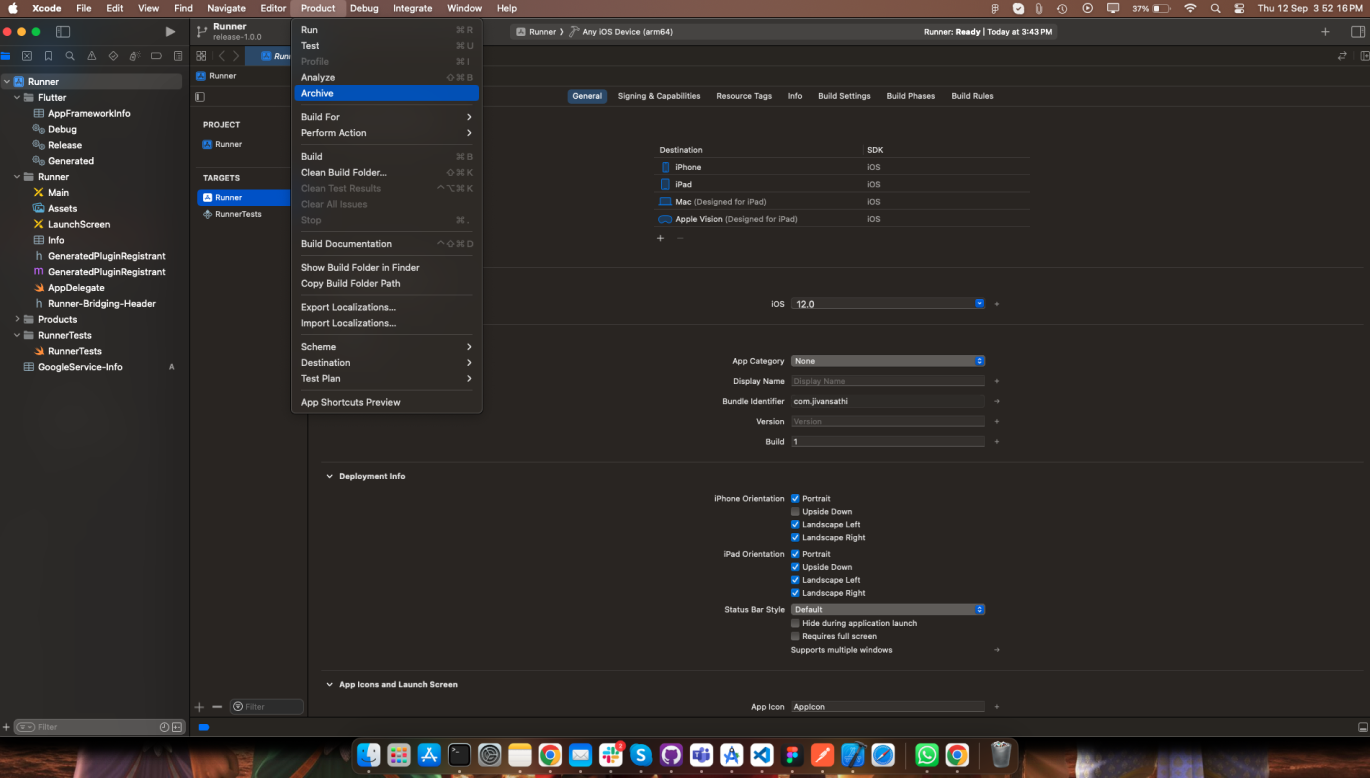 Xcode File Edit View Find Navigate Editor Product Debug Integrate Window Help 37% Thu 12 Sep 3 52 16 PM
Runner
release-1.0.0
Runner Any iOS Device (arm64)
Runner: Ready | Today at 3:43 PM
Runner
Flutter
AppFrameworkInfo
Debug
Release
Generated
Runner
Main
Assets
LaunchScreen
Info
GeneratedPluginRegistrant
GeneratedPluginRegistrant
AppDelegate
Runner-Bridging-Header
Products
RunnerTests
RunnerTests
GoogleService-Info A
Filter
Runner
PROJECT
Runner
TARGETS
Runner
RunnerTests
Filter
Run ⌘ R
Test ⌘ U
Profile ⌘ I
Analyze ⇧ ⌘ B
Archive
Build For
Perform Action
Build ⌘ B
Clean Build Folder... ⇧ ⌘ K
Clean Test Results ^ ⌥ ⌘ K
Clear All Issues
Stop ⌘ .
Build Documentation ^ ⇧ ⌘ D
Show Build Folder in Finder
Copy Build Folder Path
Export Localizations...
Import Localizations...
Scheme
Destination
Test Plan
App Shortcuts Preview
General Signing & Capabilities Resource Tags Info Build Settings Build Phases Build Rules
Destination SDK
iPhone iOS
iPad iOS
Mac (Designed for iPad) iOS
Apple Vision (Designed for iPad) iOS
iOS 12.0
App Category None
Display Name Display Name
Bundle Identifier com.jivansathi
Version Version
Build 1
Deployment Info
iPhone Orientation Portrait
Upside Down
Landscape Left
Landscape Right
iPad Orientation Portrait
Upside Down
Landscape Left
Landscape Right
Status Bar Style Default
Hide during application launch
Requires full screen
Supports multiple windows
App Icons and Launch Screen
App Icon AppIcon
2